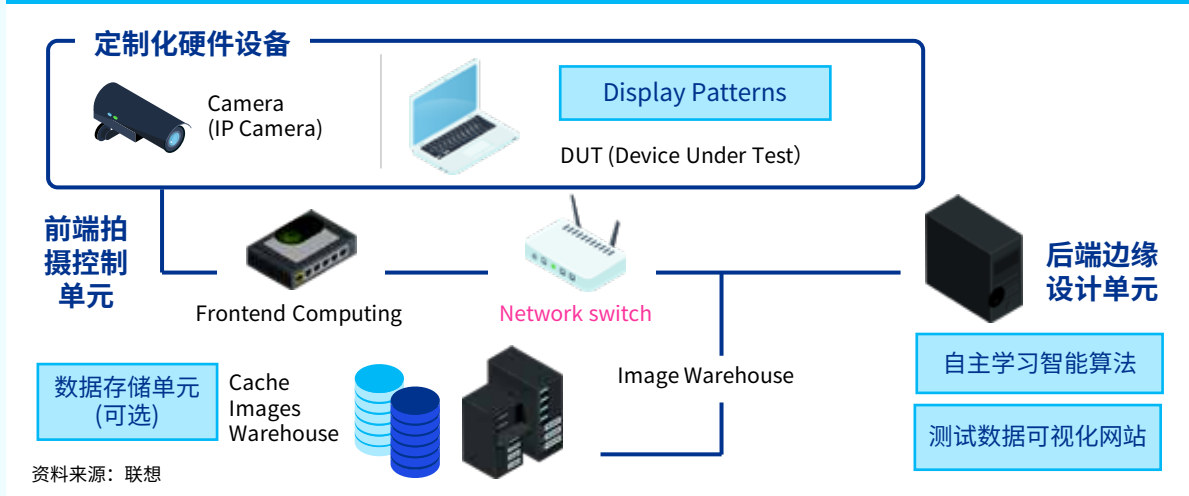 定制化硬件设备
Camera
(IP Camera)
Display Patterns
DUT (Device Under Test）
前端拍
摄控制
单元
Frontend Computing
Network switch
后端边缘
设计单元
自主学习智能算法
测试数据可视化网站
数据存储单元
(可选)
Cache
Images
Warehouse
Image Warehouse
资料来源：联想